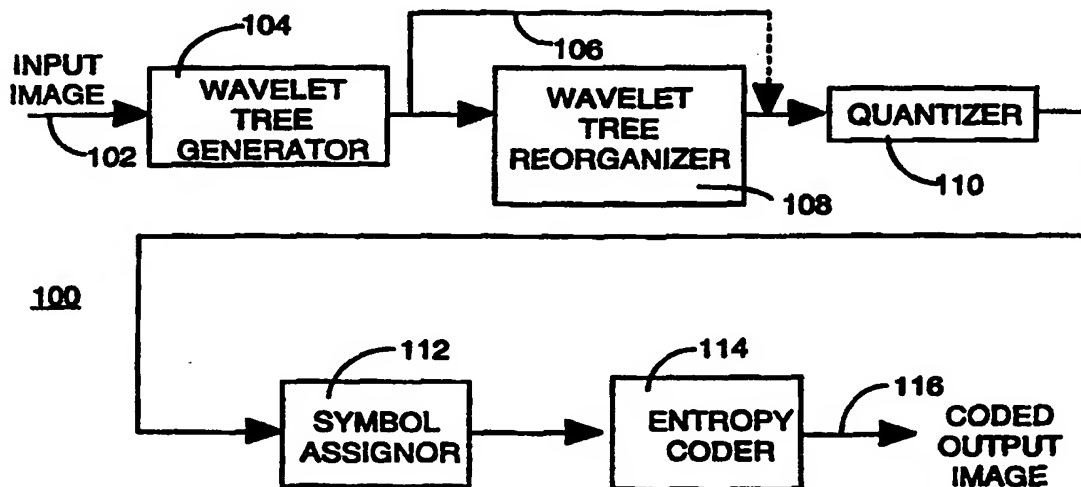 104
106
INPUT
IMAGE
102
WAVELET
TREE
GENERATOR
WAVELET
TREE
REORGANIZER
108
QUANTIZER
110
100
112
114
116
SYMBOL
ASSIGNOR
ENTROPY
CODER
CODED
OUTPUT
IMAGE